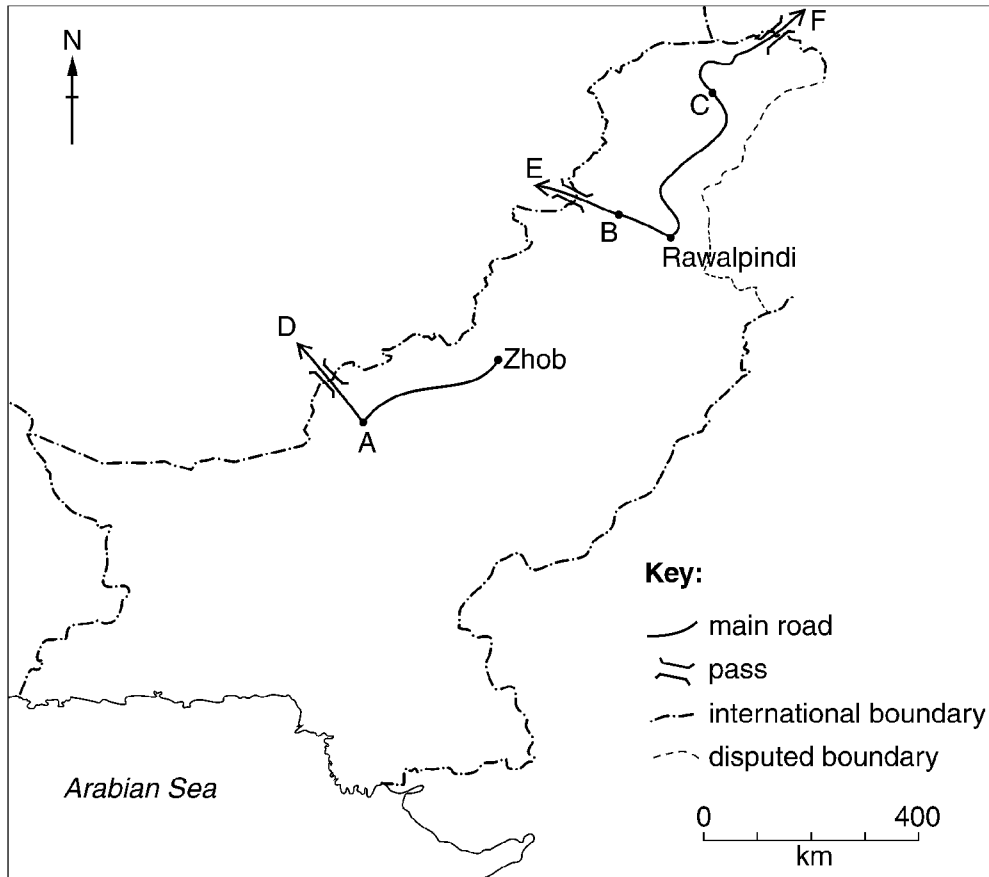 N
F
C
E
B
Rawalpindi
D
Zhob
A
Key:
main road
pass
international boundary
disputed boundary
Arabian Sea
0 400
km